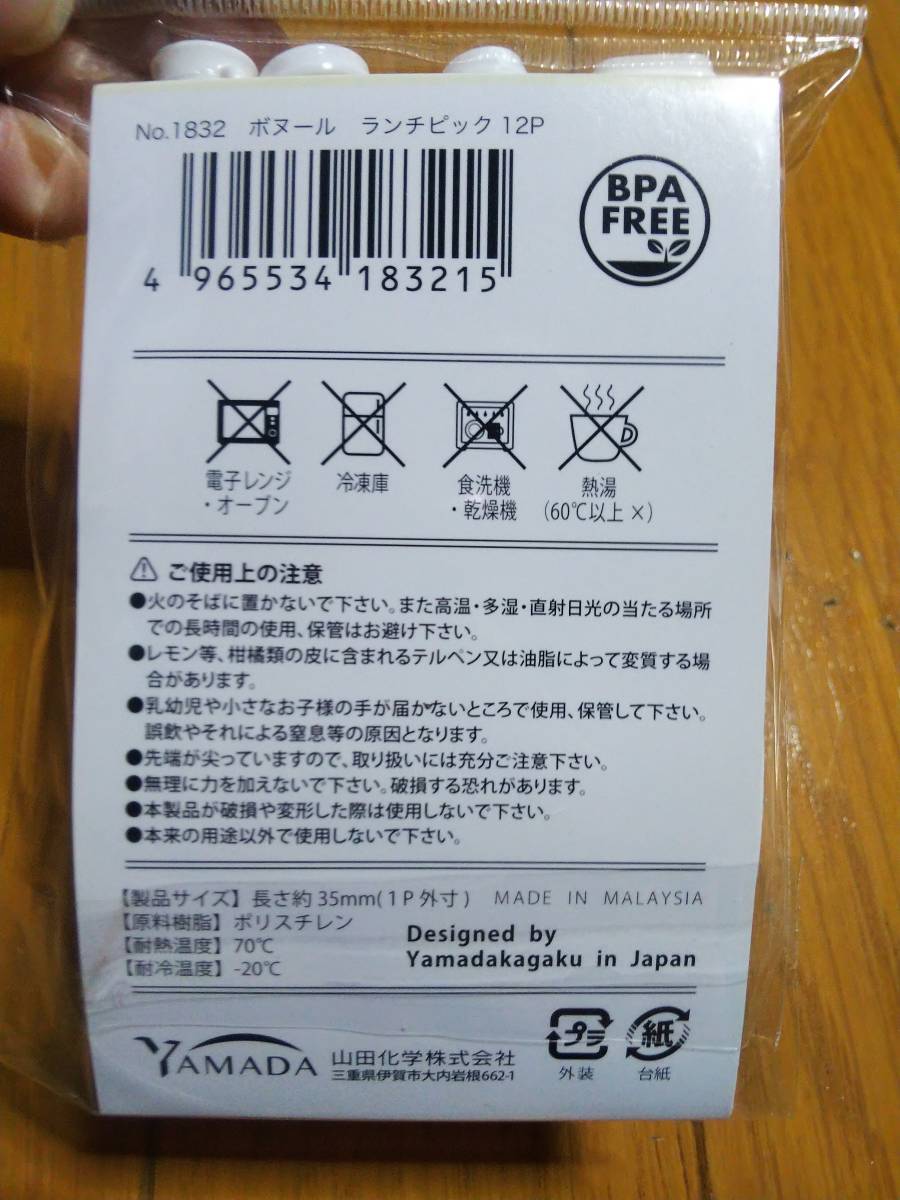 No.1832 ボヌール ランチピック 12P
4 965534 183215
BPA
FREE
電子レンジ
・オーブン
冷凍庫
食洗機
・乾燥機
熱湯
(60℃以上×)
ご使用上の注意
●火のそばに置かないで下さい。また高温・多湿・直射日光の当たる場所
での長時間の使用、保管はお避け下さい。
●レモン等、柑橘類の皮に含まれるテルペン又は油脂によって変質する場
合があります。
●乳幼児や小さなお子様の手が届かないところで使用、保管して下さい。
誤飲やそれによる窒息等の原因となります。
●先端が尖っていますので、取り扱いには充分ご注意下さい。
●無理に力を加えないで下さい。破損する恐れがあります。
●本製品が破損や変形した際は使用しないで下さい。
●本来の用途以外で使用しないで下さい。
【製品サイズ】長さ約35mm(1P外寸) MADE IN MALAYSIA
【原料樹脂】ポリスチレン
【耐熱温度】70℃
【耐冷温度】-20℃
Designed by
Yamadakagaku in Japan
YAMADA
山田化学株式会社
三重県伊賀市大内岩根662-1
プラ
外装
紙
台紙